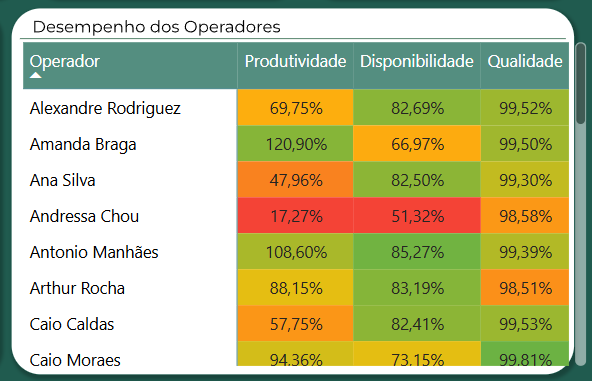 Desempenho dos Operadores
Operador Produtividade Disponibilidade Qualidade
Alexandre Rodriguez 69,75% 82,69% 99,52%
Amanda Braga 120,90% 66,97% 99,50%
Ana Silva 47,96% 82,50% 99,30%
Andressa Chou 17,27% 51,32% 98,58%
Antonio Manhães 108,60% 85,27% 99,39%
Arthur Rocha 88,15% 83,19% 98,51%
Caio Caldas 57,75% 82,41% 99,53%
Caio Moraes 94,36% 73,15% 99,81%